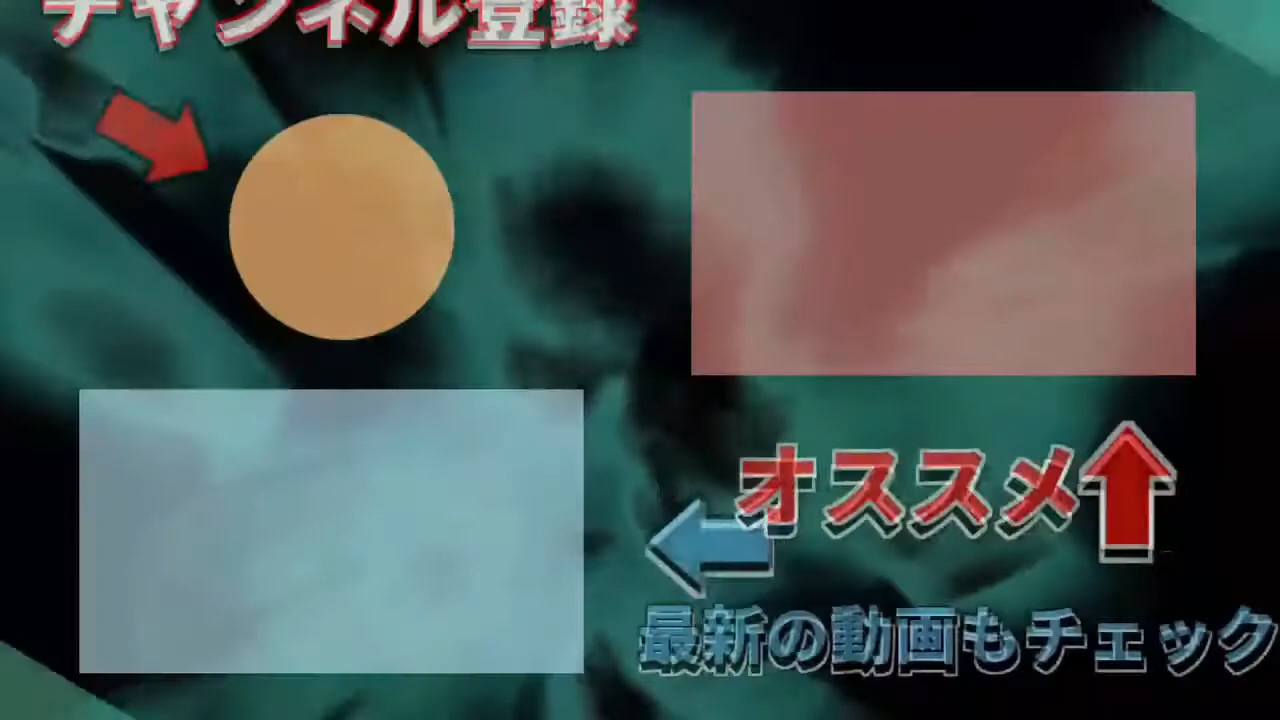 チャンネル登録
オススメ
最新の動画もチェック